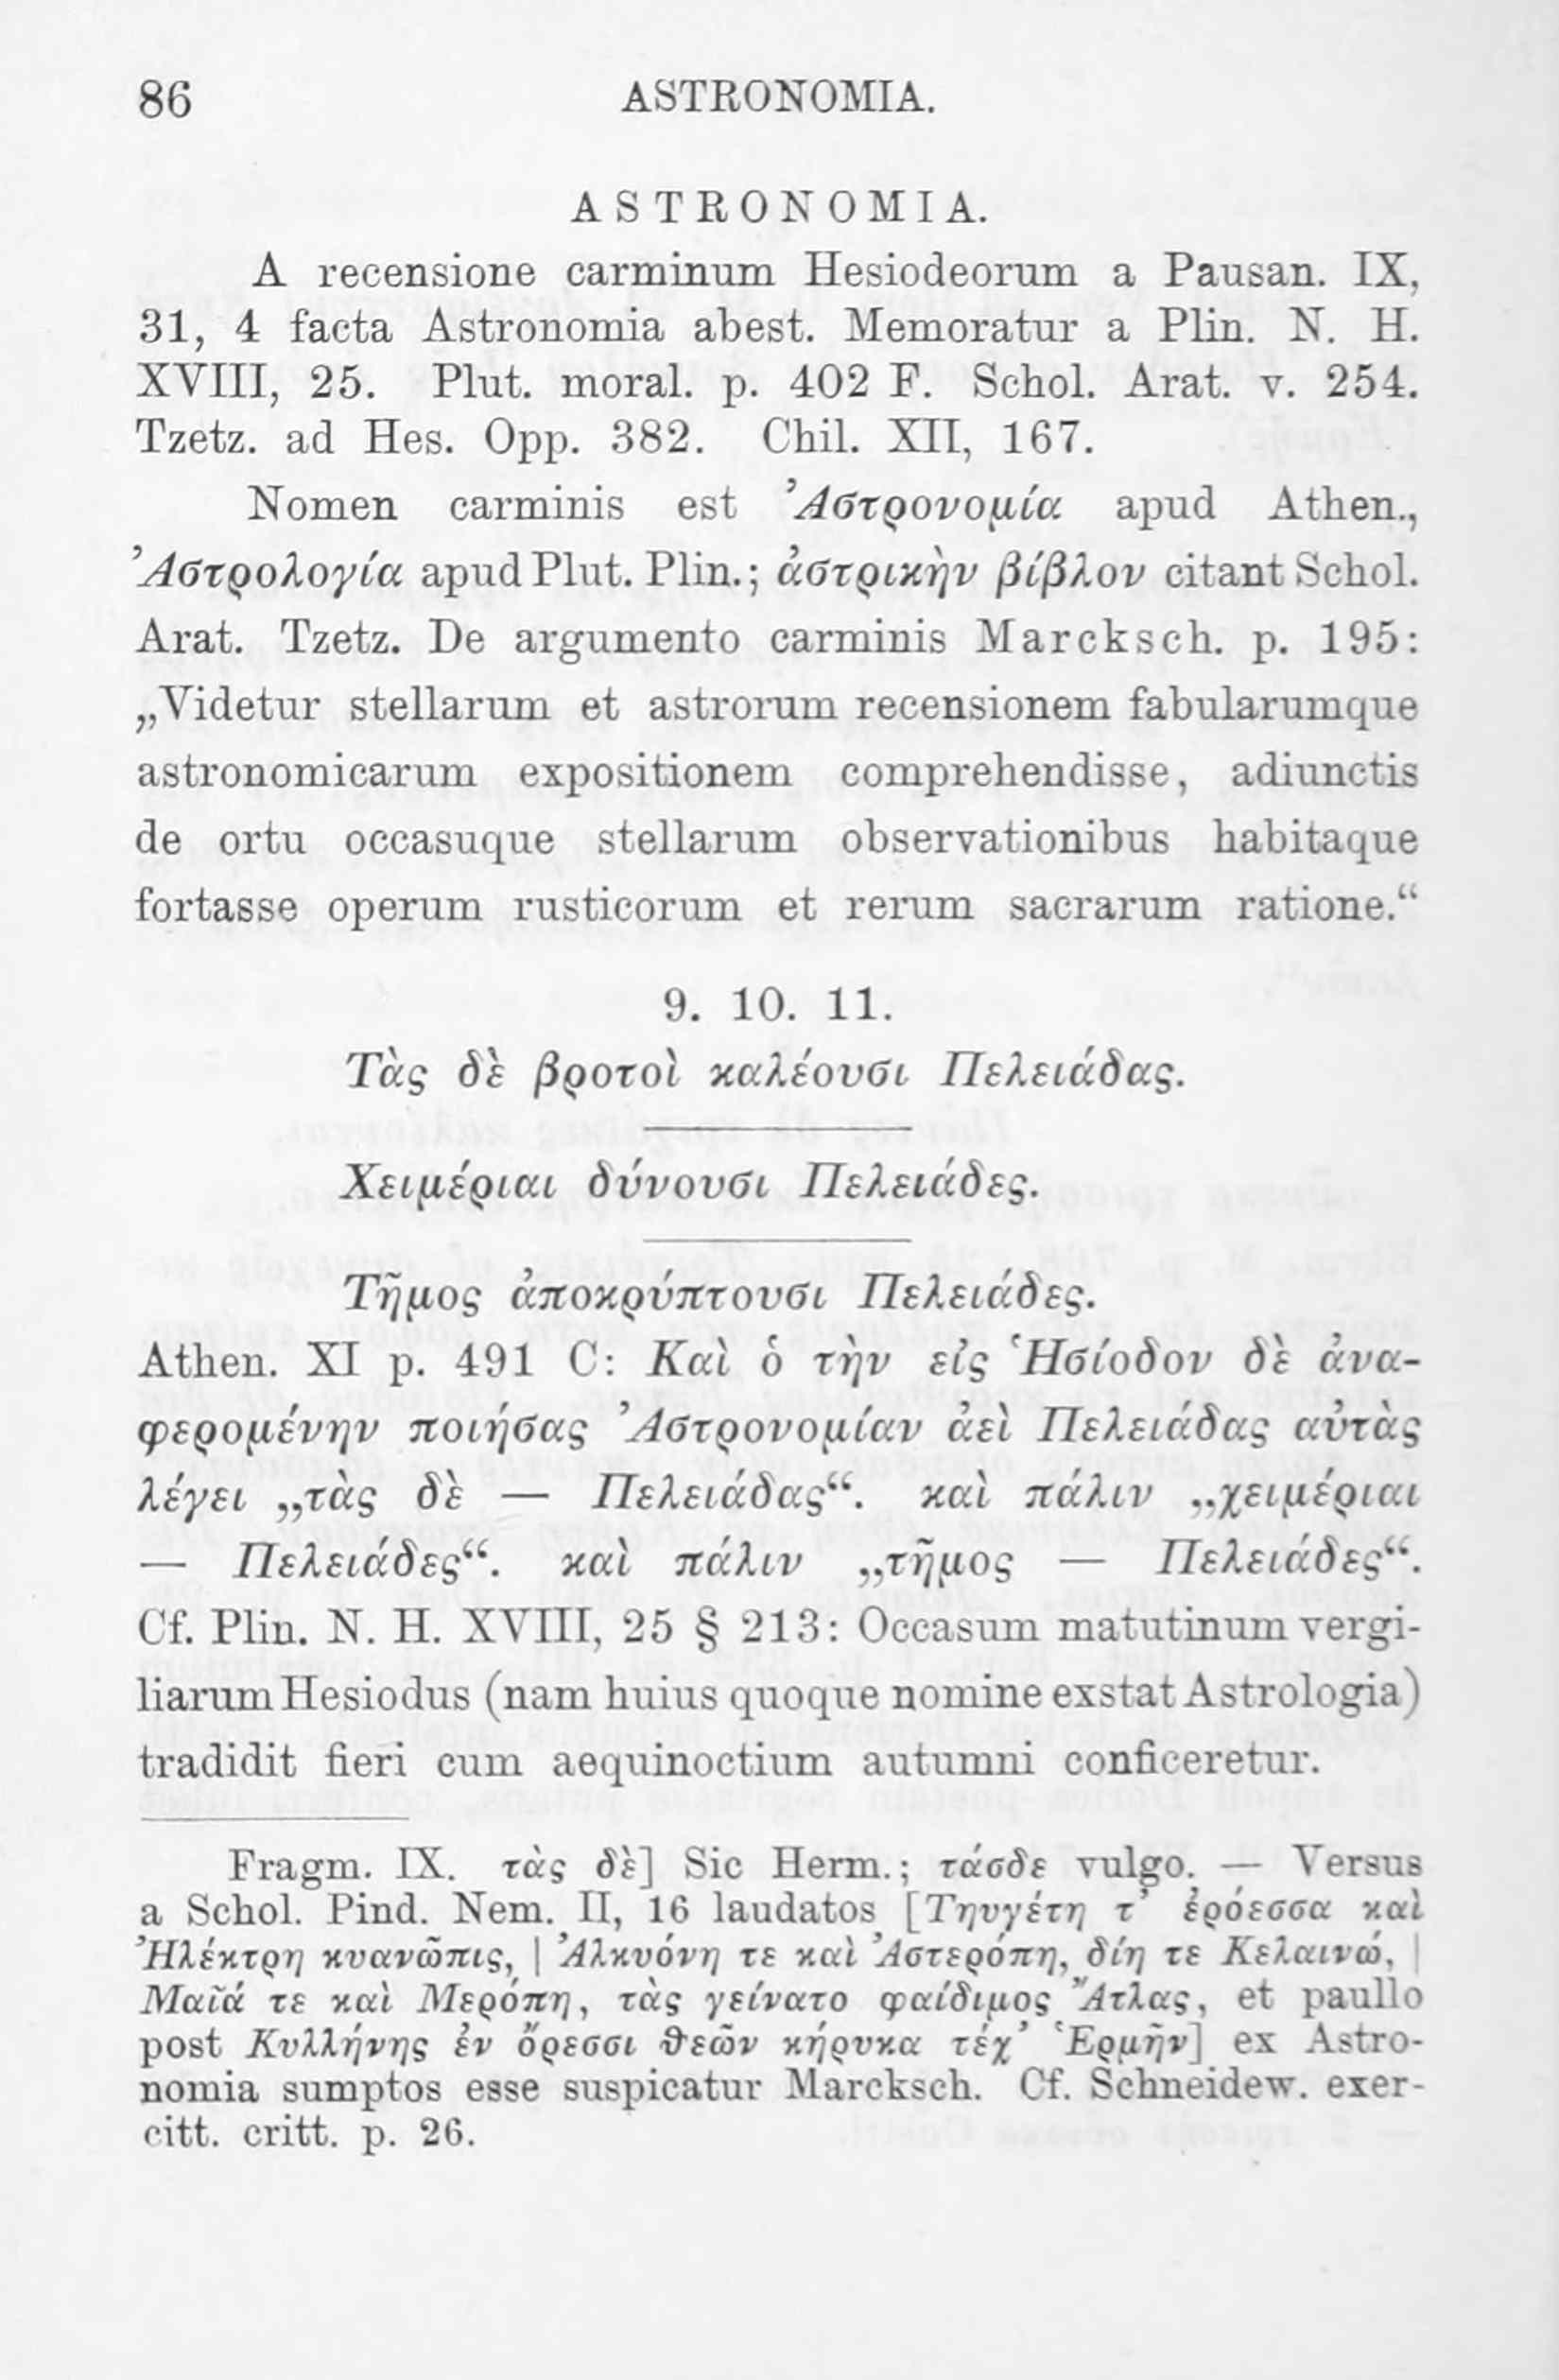 86 ASTRONOMIA.
ASTRONOMIA.
A recensione carminum Hesiodeorum a Pausan. IX,
31, 4 facta Astronomia abest. Memoratur a Plin. N. H.
XVIII, 25. Plut. moral. p. 402 F. Schol. Arat. v. 254.
Tzetz. ad Hes. Opp. 382. Chil. XII, 167.
Nomen carminis est Ἀστρονομία apud Athen.,
Ἀστρολογία apud Plut. Plin.; ἀστρικὴν βίβλον citant Schol.
Arat. Tzetz. De argumento carminis Marcksch. p. 195:
„Videtur stellarum et astrorum recensionem fabularumque
astronomicarum expositionem comprehendisse, adiunctis
de ortu occasuque stellarum observationibus habitaque
fortasse operum rusticorum et rerum sacrarum ratione.“
9. 10. 11.
Τὰς δὲ βροτοὶ καλέουσι Πελειάδας.
Χειμέριαι δύνουσι Πελειάδες.
Τῆμος ἀποκρύπτουσι Πελειάδες.
Athen. XI p. 491 C: Καὶ ὁ τὴν εἰς Ἡσίοδον δὲ ἀνα-
φερομένην ποιήσας Ἀστρονομίαν ἀεὶ Πελειάδας αὐτὰς
λέγει „τὰς δὲ — Πελειάδας“. καὶ πάλιν „χειμέριαι
— Πελειάδες“. καὶ πάλιν „τῆμος — Πελειάδες“.
Cf. Plin. N. H. XVIII, 25 § 213: Occasum matutinum vergi-
liarum Hesiodus (nam huius quoque nomine exstat Astrologia)
tradidit fieri cum aequinoctium autumni conficeretur.
Fragm. IX. τὰς δὲ] Sic Herm.; τάσδε vulgo. — Versus
a Schol. Pind. Nem. II, 16 laudatos [Τηυγέτη τ’ ἐρόεσσα καὶ
Ἠλέκτρη κυανῶπις, | Ἀλκυόνη τε καὶ Ἀστερόπη, δίη τε Κελαινώ, |
Μαῖά τε καὶ Μερόπη, τὰς γείνατο φαίδιμος Ἄτλας, et paullo
post Κυλλήνης ἐν ὄρεσσι θεῶν κήρυκα τέχ’ Ἑρμῆν] ex Astro-
nomia sumptos esse suspicatur Marcksch. Cf. Schneidew. exer-
citt. critt. p. 26.